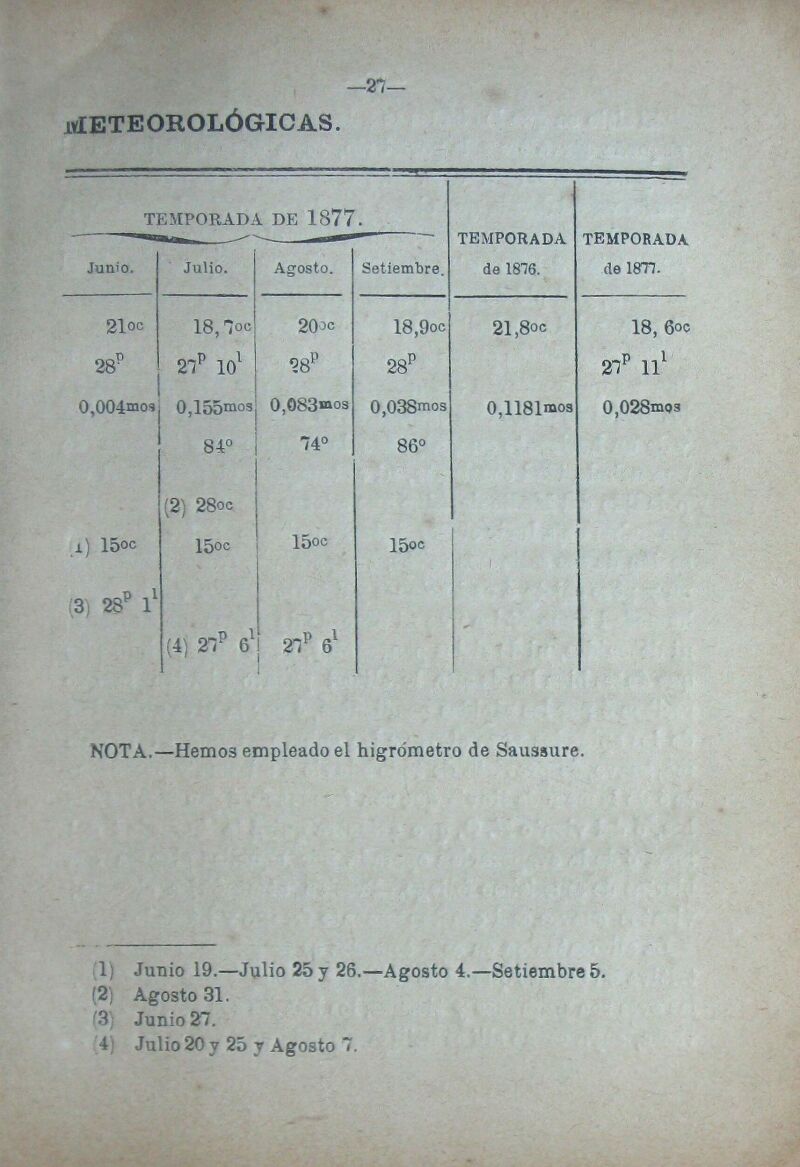 —27—
METEOROLÓGICAS.
TEMPORADA DE 1877. TEMPORADA TEMPORADA
Junio. Julio. Agosto. Setiembre. de 1876. de 1877.
21oc 18,7oc 20oc 18,9oc 21,8oc 18, 6oc
28p 27p 10l 28p 28p 27p 11l
0,004mos 0,155mos 0,083mos 0,038mos 0,1181mos 0,028mos
84° 74° 86°
(2) 28oc
1) 15oc 15oc 15oc 15oc
(3) 28p 1l
(4) 27p 6l 27p 6l
NOTA.—Hemos empleado el higrómetro de Saussure.
(1) Junio 19.—Julio 25 y 26.—Agosto 4.—Setiembre 5.
(2) Agosto 31.
(3) Junio 27.
(4) Julio 20 y 25 y Agosto 7.